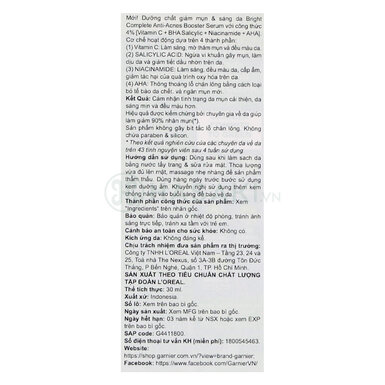 Mới! Dưỡng chất giảm mụn & sáng da Bright
Complete Anti-Acnes Booster Serum với công thức
4% [Vitamin C + BHA Salicylic + Niacinamide + AHA].
Cơ chế hoạt động dựa trên 4 thành phần:
(1) Vitamin C: Làm sáng, mờ thâm mụn và đều màu da.
(2) SALICYLIC ACID: Ngừa vi khuẩn gây mụn, làm
dịu da và giảm tiết dầu nhờn trên da.
(3) NIACINAMIDE: Làm sáng, đều màu da, cấp ẩm,
giảm tác hại của quá trình oxy hóa trên da.
(4) AHA: Thông thoáng lỗ chân lông bằng cách loại
bỏ tế bào da chết, và ngăn mụn mới.
Kết Quả: Cảm nhận tình trạng da mụn cải thiện, da
sáng mịn và đều màu hơn.
Hiệu quả được kiểm chứng bởi chuyên gia về da giúp
làm giảm 90% nhân mụn(*).
Sản phẩm không gây bít tắc lỗ chân lông. Không
chứa paraben & silicon.
* Theo kết quả nghiên cứu của các chuyên da về da
trên 43 tình nguyện viên sau 4 tuần sử dụng
Hướng dẫn sử dụng: Dùng sau khi làm sạch da
bằng nước tẩy trang & sữa rửa mặt. Thoa lượng
vừa đủ lên mặt, massage nhẹ nhàng để sản phẩm
thẩm thấu. Dùng hàng ngày trước bước sử dụng
kem dưỡng ẩm. Khuyến nghị sử dụng thêm kem
chống nắng vào ban ngày sau đó để bảo vệ da.
Thành phần công thức của sản phẩm: Xem
"Ingredients" trên nhãn gốc.
Bảo quản: Bảo quản ở nhiệt độ phòng, tránh ánh
sáng trực tiếp, tránh xa tầm với trẻ em.
Cảnh báo an toàn cho sức khỏe: Không có.
Kích ứng da: Không đáng kể.
Chịu trách nhiệm đưa sản phẩm ra thị trường:
Công ty TNHH L'OREAL Việt Nam – Tầng 23, 24 và
25, Toà nhà The Nexus, số 3A-3B đường Tôn Đức
Thắng, P Bến Nghé, Quận 1, TP. Hồ Chí Minh.
SẢN XUẤT THEO TIÊU CHUẨN CHẤT LƯỢNG
TẬP ĐOÀN L'OREAL.
Thể tích thực: 30 ml.
Xuất xứ: Indonesia.
Số lô: Xem trên bao bì gốc.
Ngày sản xuất: Xem MFG trên bao bì gốc.
Ngày hết hạn: 03 năm kể từ NSX hoặc xem EXP
trên bao bì gốc.
SAP code: G4411800.
Số điện thoại tư vấn KH (miễn phí): 1800545463.
Website:
https://shop.garnier.com.vn/?view=brand-garnier;
Facebook: https://www.facebook.com/GarnierVN/